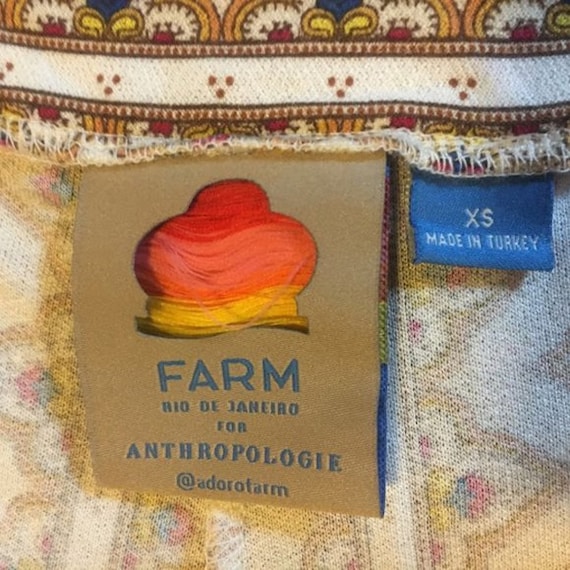 FARM
RIO DE JANEIRO
FOR
ANTHROPOLOGIE
@adorofarm
XS
MADE IN TURKEY